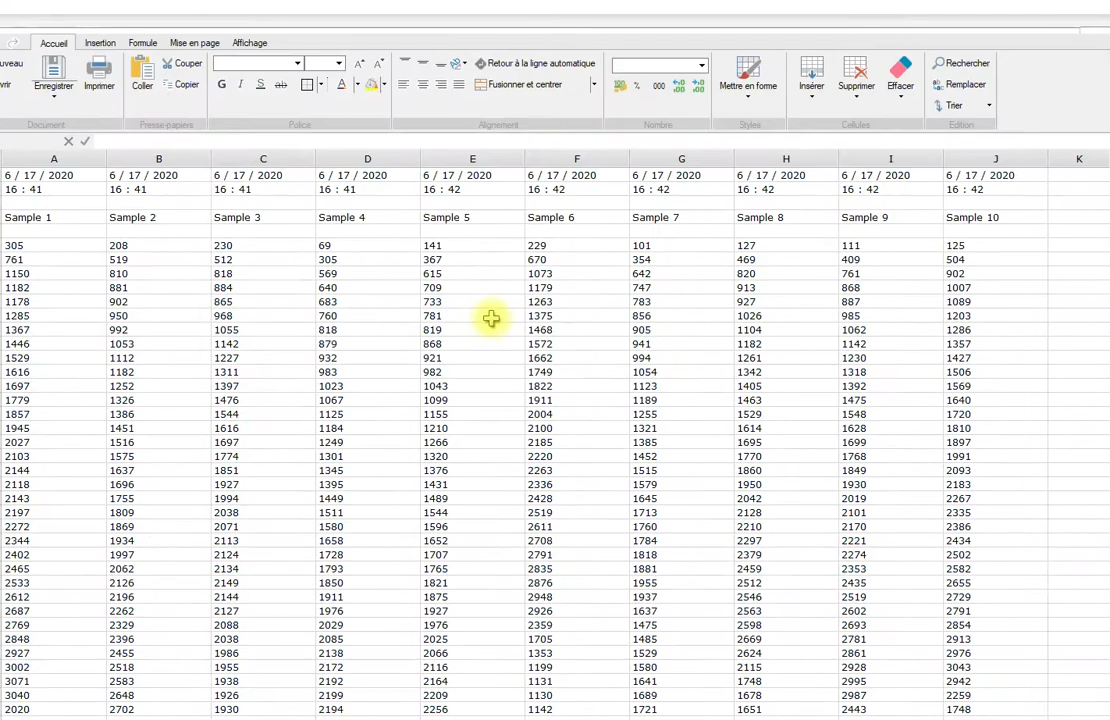 Accueil Insertion Formule Mise en page Affichage
Couper Retour à la ligne automatique Rechercher
Enregistrer Imprimer Coller Copier G I S ab A Fusionner et centrer % 000 Mettre en forme Insérer Supprimer Effacer Remplacer
Trier
Document Presse-papiers Police Alignement Nombre Styles Cellules Edition
A B C D E F G H I J K
6 / 17 / 2020 6 / 17 / 2020 6 / 17 / 2020 6 / 17 / 2020 6 / 17 / 2020 6 / 17 / 2020 6 / 17 / 2020 6 / 17 / 2020 6 / 17 / 2020 6 / 17 / 2020
16 : 41 16 : 41 16 : 41 16 : 41 16 : 42 16 : 42 16 : 42 16 : 42 16 : 42 16 : 42
Sample 1 Sample 2 Sample 3 Sample 4 Sample 5 Sample 6 Sample 7 Sample 8 Sample 9 Sample 10
305 208 230 69 141 229 101 127 111 125
761 519 512 305 367 670 354 469 409 504
1150 810 818 569 615 1073 642 820 761 902
1182 881 884 640 709 1179 747 913 868 1007
1178 902 865 683 733 1263 783 927 887 1089
1285 950 968 760 781 1375 856 1026 985 1203
1367 992 1055 818 819 1468 905 1104 1062 1286
1446 1053 1142 879 868 1572 941 1182 1142 1357
1529 1112 1227 932 921 1662 994 1261 1230 1427
1616 1182 1311 983 982 1749 1054 1342 1318 1506
1697 1252 1397 1023 1043 1822 1123 1405 1392 1569
1779 1326 1476 1067 1099 1911 1189 1463 1475 1640
1857 1386 1544 1125 1155 2004 1255 1529 1548 1720
1945 1451 1616 1184 1210 2100 1321 1614 1628 1810
2027 1516 1697 1249 1266 2185 1385 1695 1699 1897
2103 1575 1774 1301 1320 2220 1452 1770 1768 1991
2144 1637 1851 1345 1376 2263 1515 1860 1849 2093
2118 1696 1927 1395 1431 2336 1579 1950 1930 2183
2143 1755 1994 1449 1489 2428 1645 2042 2019 2267
2197 1809 2038 1511 1544 2519 1713 2128 2101 2335
2272 1869 2071 1580 1596 2611 1760 2210 2170 2386
2344 1934 2113 1658 1652 2708 1784 2297 2221 2434
2402 1997 2124 1728 1707 2791 1818 2379 2274 2502
2465 2062 2134 1793 1765 2835 1881 2459 2353 2582
2533 2126 2149 1850 1821 2876 1955 2512 2435 2655
2612 2196 2144 1911 1875 2948 1937 2546 2519 2729
2687 2262 2127 1976 1927 2926 1637 2563 2602 2791
2769 2329 2088 2029 1976 2359 1475 2598 2693 2854
2848 2396 2038 2085 2025 1705 1485 2669 2781 2913
2927 2455 1986 2138 2066 1353 1529 2624 2861 2976
3002 2518 1955 2172 2116 1199 1580 2115 2928 3043
3071 2583 1938 2192 2164 1131 1641 1748 2995 2942
3040 2648 1926 2199 2209 1130 1689 1678 2987 2259
2020 2702 1930 2194 2256 1142 1721 1651 2443 1748